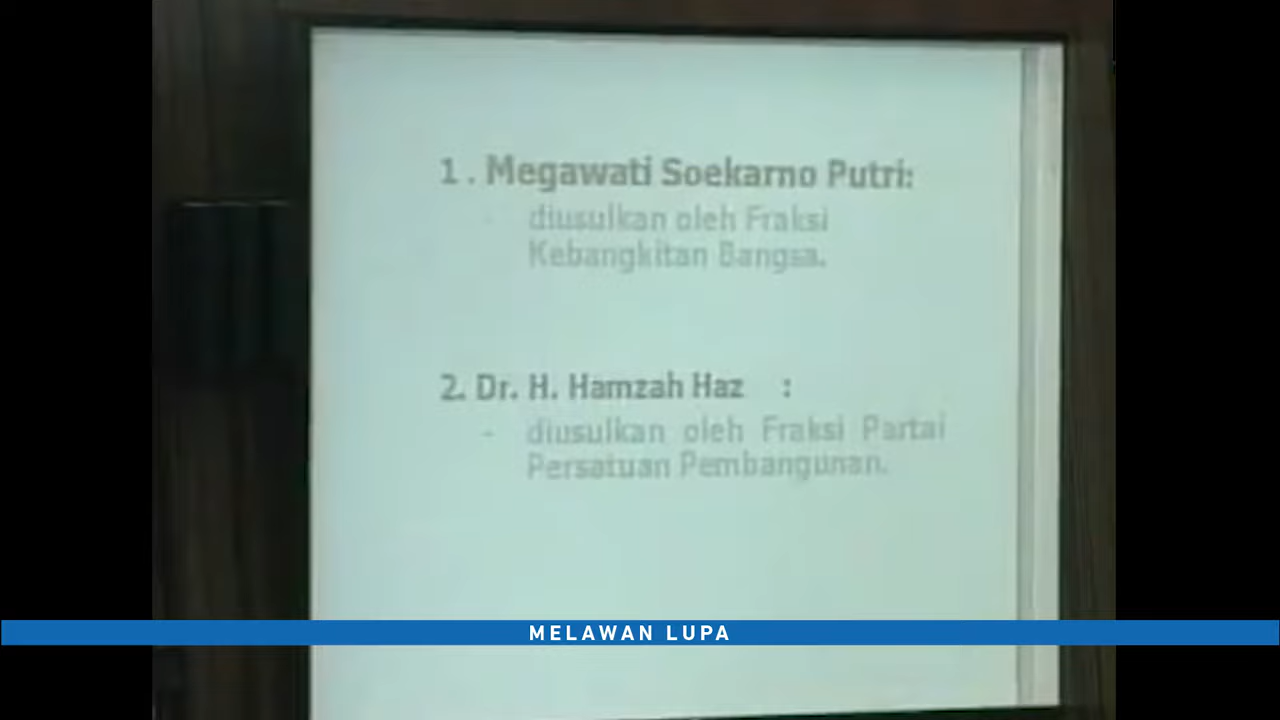 1 . Megawati Soekarno Putri:
- diusulkan oleh Fraksi
Kebangkitan Bangsa.
2. Dr. H. Hamzah Haz :
- diusulkan oleh Fraksi Partai
Persatuan Pembangunan.
MELAWAN LUPA